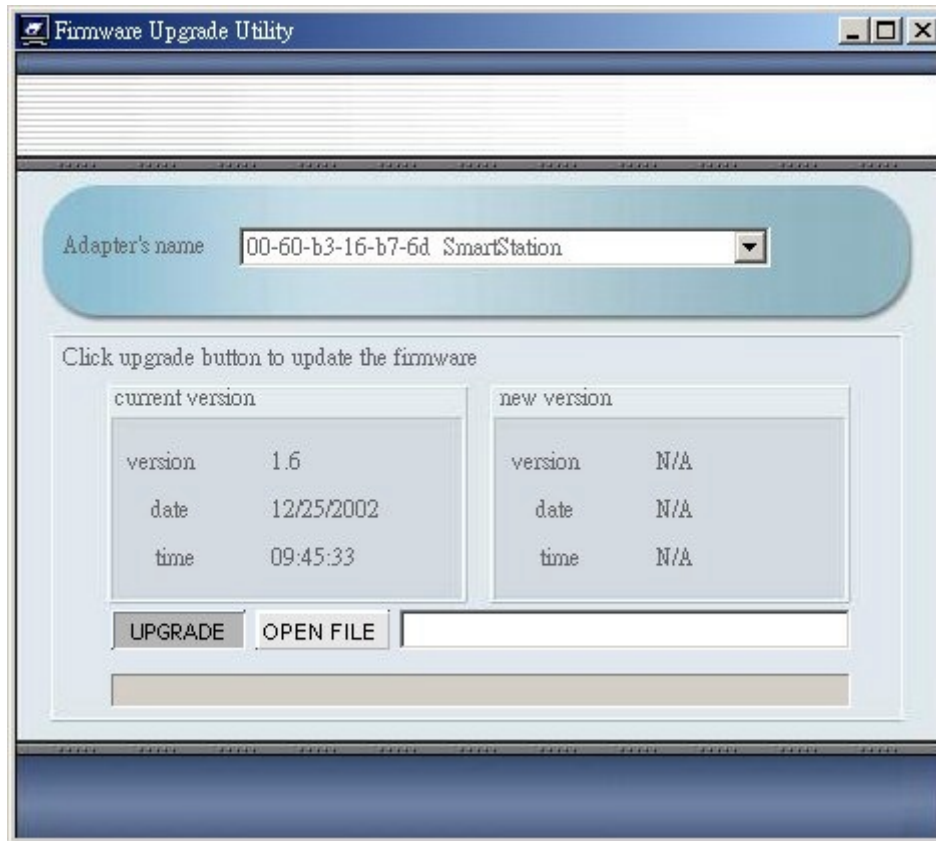 Firmware Upgrade Utility
Adapter's name 00-60-b3-16-b7-6d SmartStation
Click upgrade button to update the firmware
current version
version 1.6
date 12/25/2002
time 09:45:33
new version
version N/A
date N/A
time N/A
UPGRADE OPEN FILE